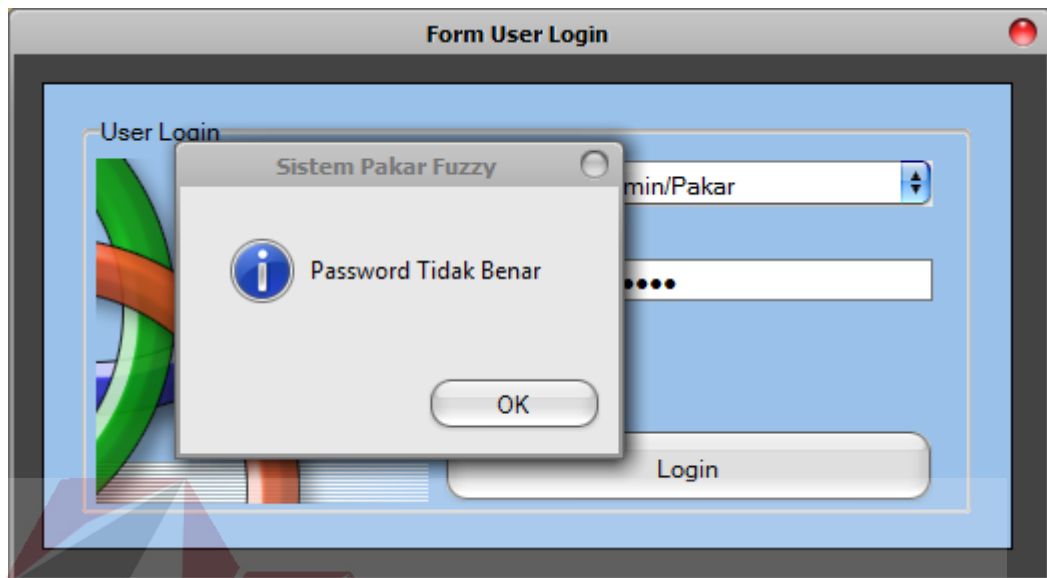 Form User Login
User Login
Sistem Pakar Fuzzy
min/Pakar
Password Tidak Benar
OK
Login